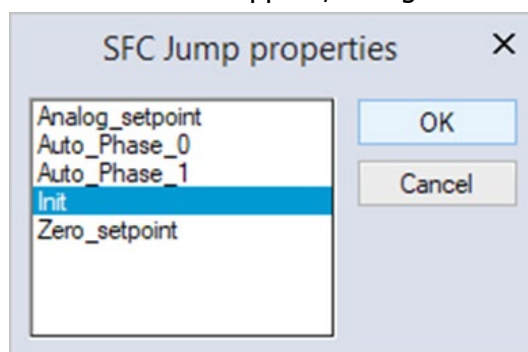 SFC Jump properties
×
Analog_setpoint
Auto_Phase_0
Auto_Phase_1
Init
Zero_setpoint
OK
Cancel